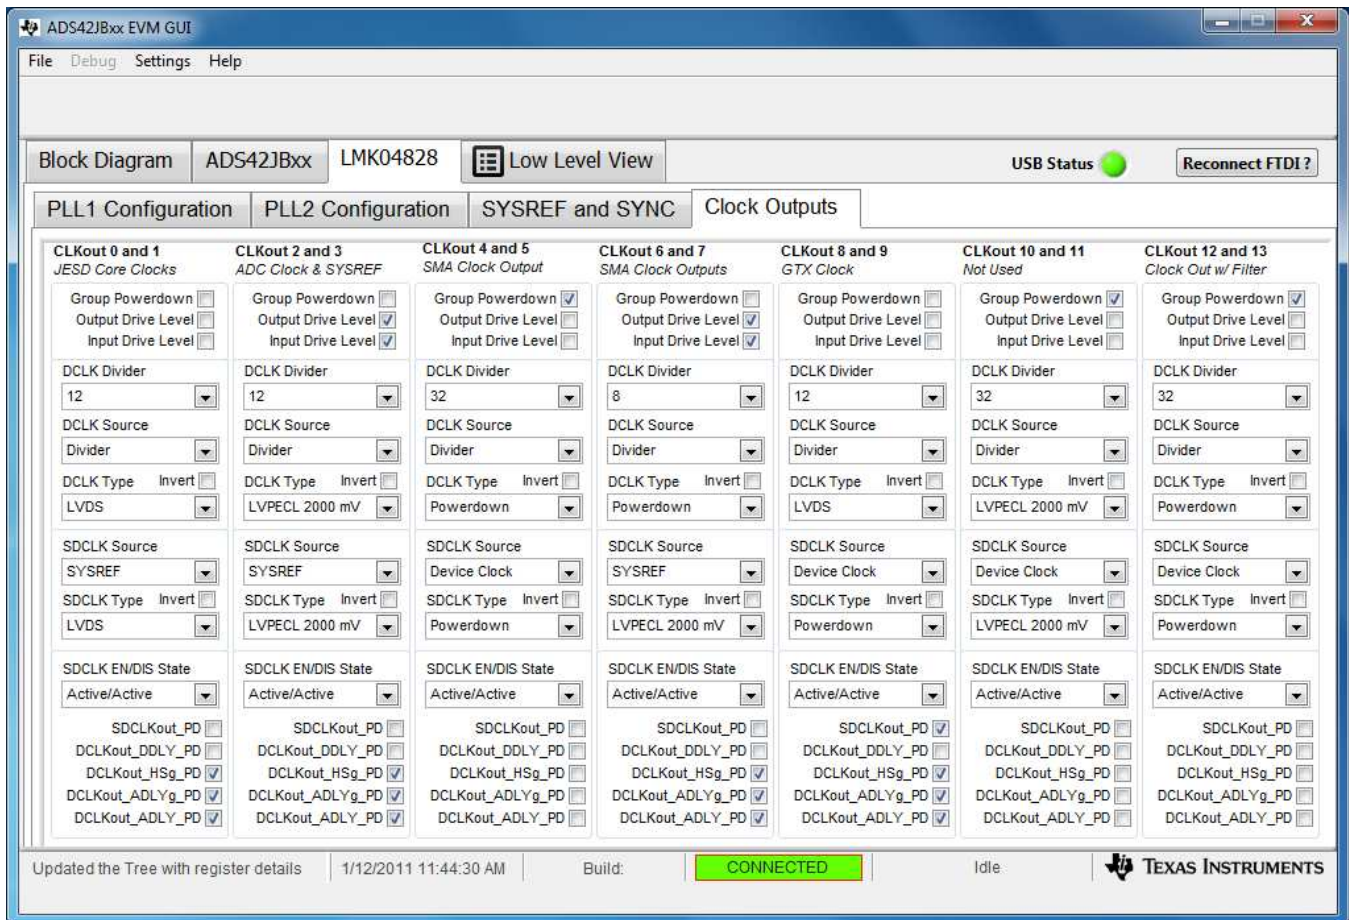 ADS42JBxx EVM GUI
File Debug Settings Help
Block Diagram ADS42JBxx LMK04828 Low Level View USB Status Reconnect FTDI ?
PLL1 Configuration PLL2 Configuration SYSREF and SYNC Clock Outputs
CLKout 0 and 1 CLKout 2 and 3 CLKout 4 and 5 CLKout 6 and 7 CLKout 8 and 9 CLKout 10 and 11 CLKout 12 and 13
JESD Core Clocks ADC Clock & SYSREF SMA Clock Output SMA Clock Outputs GTX Clock Not Used Clock Out w/ Filter
Group Powerdown Group Powerdown Group Powerdown Group Powerdown Group Powerdown Group Powerdown Group Powerdown
Output Drive Level Output Drive Level Output Drive Level Output Drive Level Output Drive Level Output Drive Level Output Drive Level
Input Drive Level Input Drive Level Input Drive Level Input Drive Level Input Drive Level Input Drive Level Input Drive Level
DCLK Divider DCLK Divider DCLK Divider DCLK Divider DCLK Divider DCLK Divider DCLK Divider
12 12 32 8 12 32 32
DCLK Source DCLK Source DCLK Source DCLK Source DCLK Source DCLK Source DCLK Source
Divider Divider Divider Divider Divider Divider Divider
DCLK Type Invert DCLK Type Invert DCLK Type Invert DCLK Type Invert DCLK Type Invert DCLK Type Invert DCLK Type Invert
LVDS LVPECL 2000 mV Powerdown Powerdown LVDS LVPECL 2000 mV Powerdown
SDCLK Source SDCLK Source SDCLK Source SDCLK Source SDCLK Source SDCLK Source SDCLK Source
SYSREF SYSREF Device Clock SYSREF Device Clock Device Clock Device Clock
SDCLK Type Invert SDCLK Type Invert SDCLK Type Invert SDCLK Type Invert SDCLK Type Invert SDCLK Type Invert SDCLK Type Invert
LVDS LVPECL 2000 mV Powerdown LVPECL 2000 mV Powerdown LVPECL 2000 mV Powerdown
SDCLK EN/DIS State SDCLK EN/DIS State SDCLK EN/DIS State SDCLK EN/DIS State SDCLK EN/DIS State SDCLK EN/DIS State SDCLK EN/DIS State
Active/Active Active/Active Active/Active Active/Active Active/Active Active/Active Active/Active
SDCLKout_PD SDCLKout_PD SDCLKout_PD SDCLKout_PD SDCLKout_PD SDCLKout_PD SDCLKout_PD
DCLKout_DDLY_PD DCLKout_DDLY_PD DCLKout_DDLY_PD DCLKout_DDLY_PD DCLKout_DDLY_PD DCLKout_DDLY_PD DCLKout_DDLY_PD
DCLKout_HSg_PD DCLKout_HSg_PD DCLKout_HSg_PD DCLKout_HSg_PD DCLKout_HSg_PD DCLKout_HSg_PD DCLKout_HSg_PD
DCLKout_ADLYg_PD DCLKout_ADLYg_PD DCLKout_ADLYg_PD DCLKout_ADLYg_PD DCLKout_ADLYg_PD DCLKout_ADLYg_PD DCLKout_ADLYg_PD
DCLKout_ADLY_PD DCLKout_ADLY_PD DCLKout_ADLY_PD DCLKout_ADLY_PD DCLKout_ADLY_PD DCLKout_ADLY_PD DCLKout_ADLY_PD
Updated the Tree with register details 1/12/2011 11:44:30 AM Build: CONNECTED Idle TEXAS INSTRUMENTS